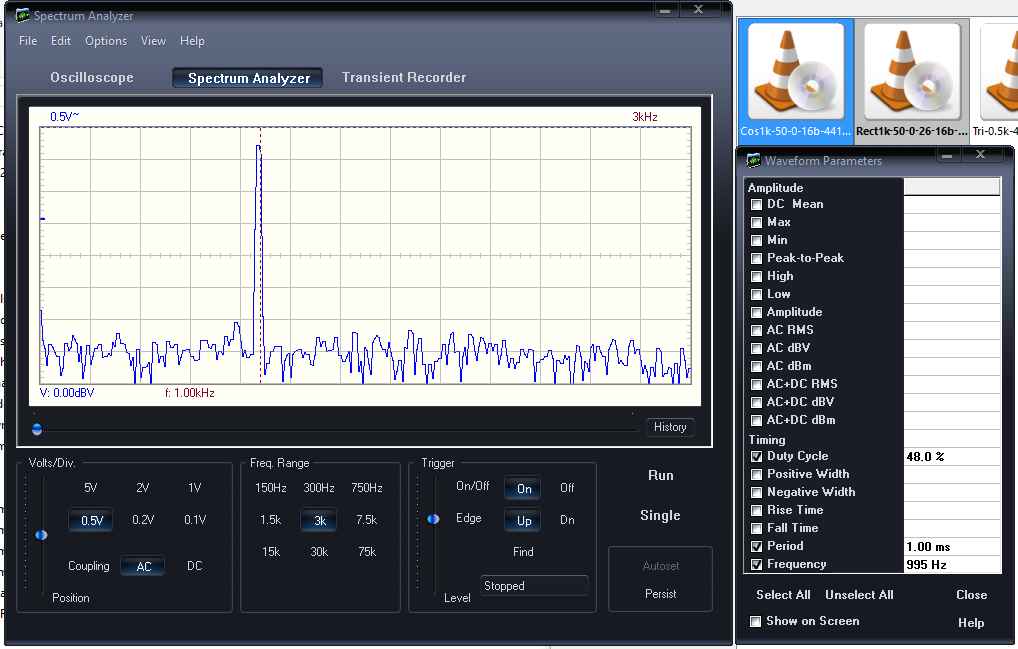 Spectrum Analyzer
File Edit Options View Help
Oscilloscope Spectrum Analyzer Transient Recorder
0.5V~ 3kHz
V: 0.00dBV f: 1.00kHz
History
Volts/Div.
5V 2V 1V
0.5V 0.2V 0.1V
Coupling AC DC
Position
Freq. Range
150Hz 300Hz 750Hz
1.5k 3k 7.5k
15k 30k 75k
Trigger
On/Off On Off
Edge Up Dn
Find
Stopped
Level
Run
Single
Autoset
Persist
Cos1k-50-0-16b-441... Rect1k-50-0-26-16b-... Tri-0.5k-4
Waveform Parameters
Amplitude
DC Mean
Max
Min
Peak-to-Peak
High
Low
Amplitude
AC RMS
AC dBV
AC dBm
AC+DC RMS
AC+DC dBV
AC+DC dBm
Timing
Duty Cycle 48.0 %
Positive Width
Negative Width
Rise Time
Fall Time
Period 1.00 ms
Frequency 995 Hz
Select All Unselect All Close
Show on Screen Help